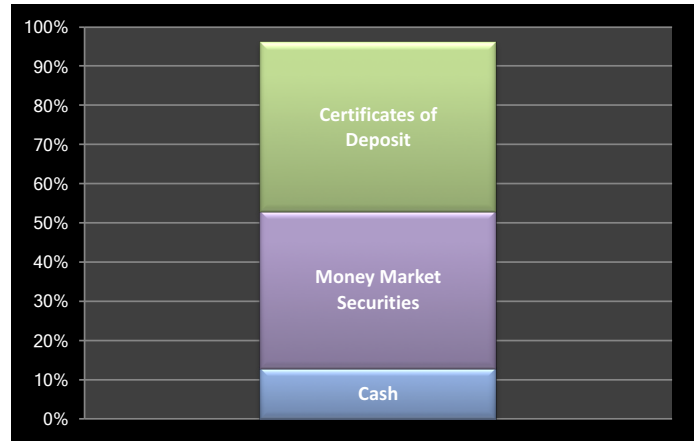 100%
90%
80%
70%
60%
50%
40%
30%
20%
10%
0%
Certificates of
Deposit
Money Market
Securities
Cash